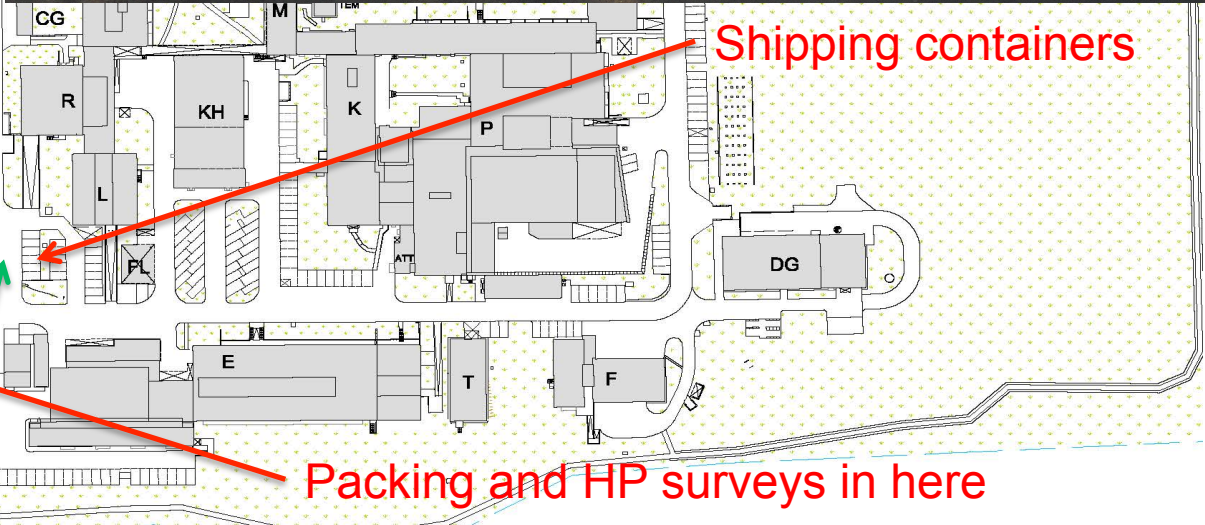 CG
M
TEM
Shipping containers
R
KH
K
P
L
FL
ATT
DG
E
T
F
Packing and HP surveys in here